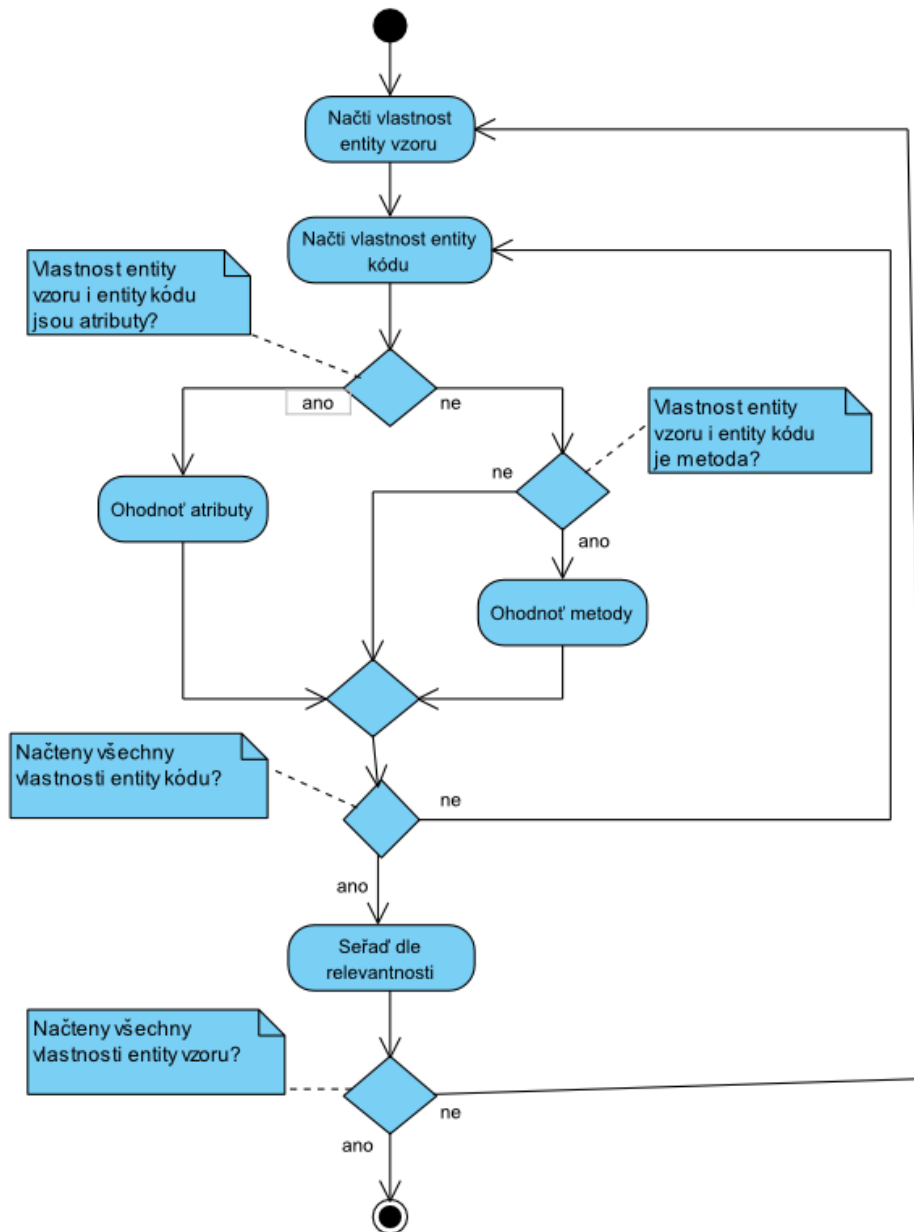 Načti vlastnost
entity vzoru
Načti vlastnost entity
kódu
Vlastnost entity
vzoru i entity kódu
jsou atributy?
ano
ne
Vlastnost entity
vzoru i entity kódu
je metoda?
ne
Ohodnoť atributy
ano
Ohodnoť metody
Načteny všechny
vlastnosti entity kódu?
ne
ano
Seřaď dle
relevantnosti
Načteny všechny
vlastnosti entity vzoru?
ne
ano